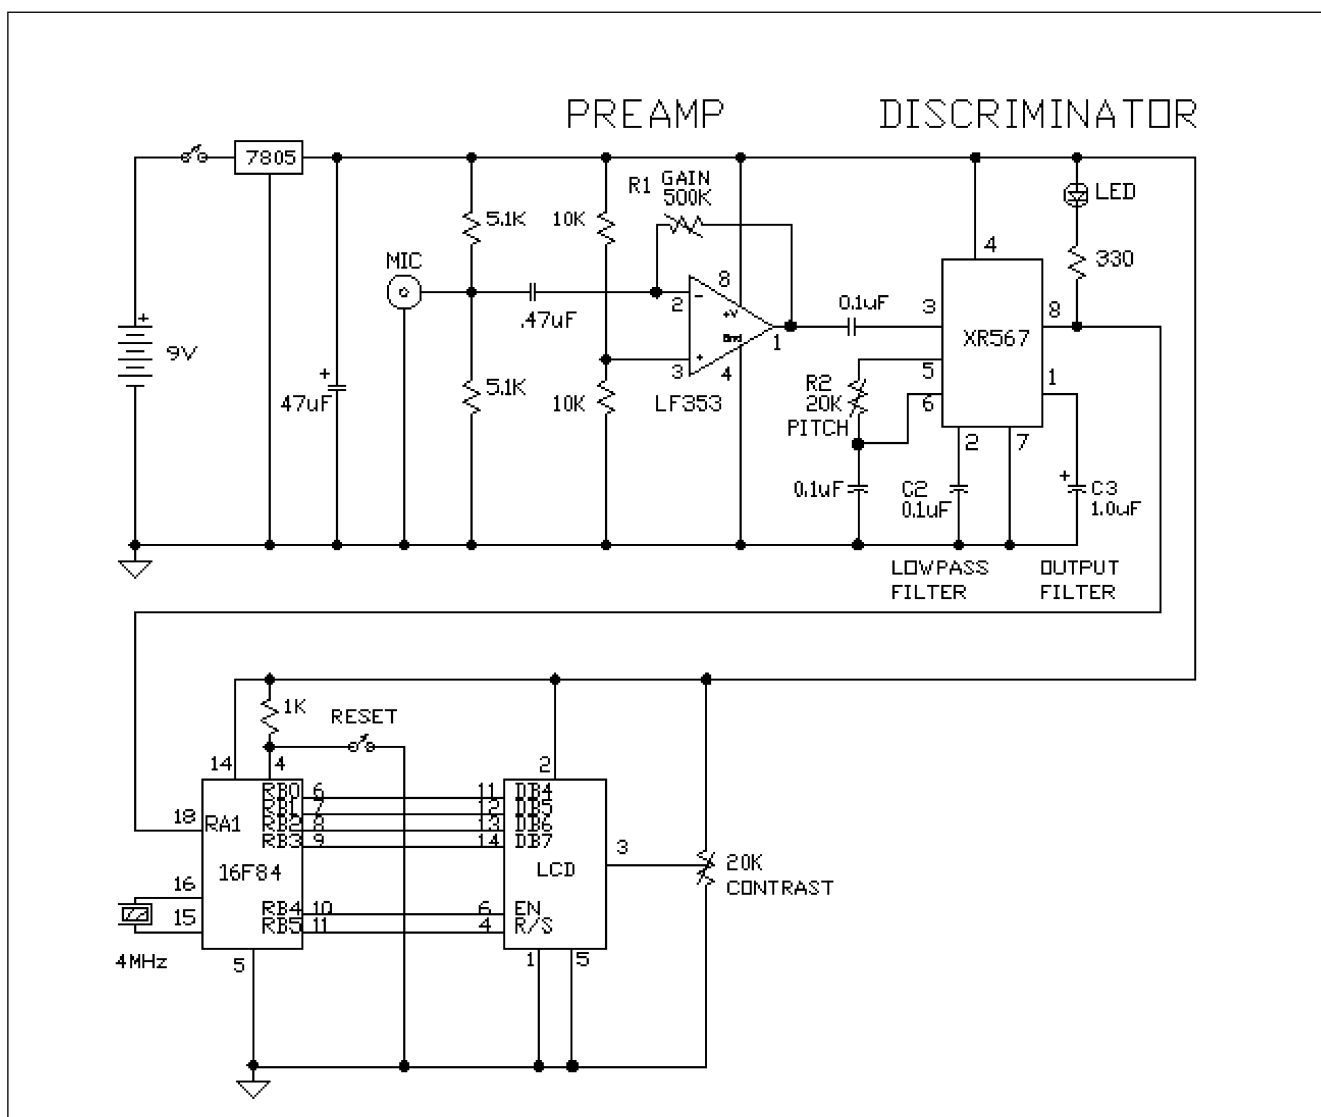 PREAMP
DISCRIMINATOR
7805
R1 GAIN
500K
LED
5.1K
10K
4
330
MIC
8
2
-
+V
Gnd
.47uF
0.1uF
3
8
XR567
1
9V
+
3
+
4
5
1
R2
20K
PITCH
6
+
47uF
5.1K
10K
LF353
2
7
0.1uF
C2
0.1uF
+
C3
1.0uF
LOWPASS
FILTER
OUTPUT
FILTER
1K
RESET
14
4
2
RB0 6
11 DB4
RB1 7
12 DB5
18
RA1
RB2 8
13 DB6
RB3 9
14 DB7
3
16F84
LCD
20K
CONTRAST
16
15
RB4 10
6 EN
RB5 11
4 R/S
4MHz
5
1
5